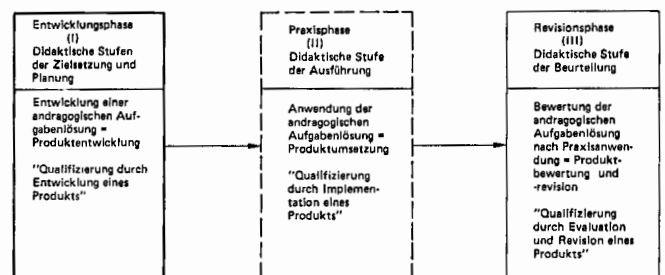 Entwicklungsphase
(I)
Didaktische Stufen
der Zielsetzung und
Planung
Entwicklung einer
andragogischen Auf-
gabenlösung =
Produktentwicklung
"Qualifizierung durch
Entwicklung eines
Produkts"
Praxisphase
(II)
Didaktische Stufe
der Ausführung
Anwendung der
andragogischen
Aufgabenlösung =
Produktumsetzung
"Qualifizierung
durch Implemen-
tation eines
Produkts"
Revisionsphase
(III)
Didaktische Stufe
der Beurteilung
Bewertung der
andragogischen
Aufgabenlösung
nach Praxisanwen-
dung = Produkt-
bewertung und
-revision
"Qualifizierung
durch Evaluation
und Revision eines
Produkts"